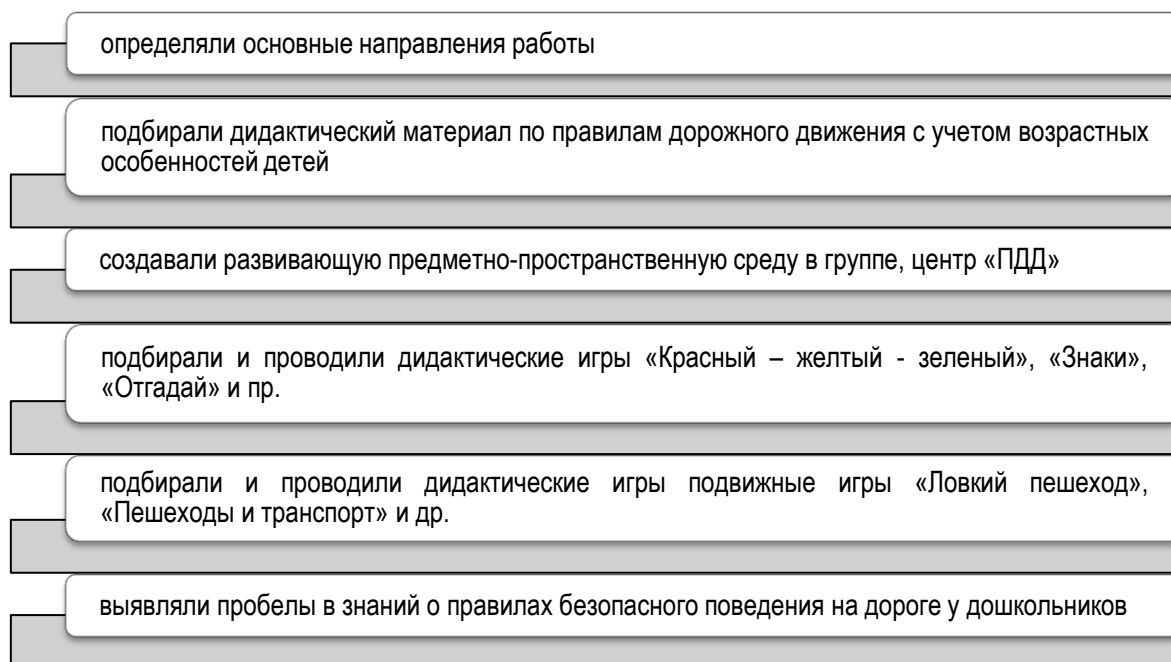 определяли основные направления работы
подбирали дидактический материал по правилам дорожного движения с учетом возрастных
особенностей детей
создавали развивающую предметно-пространственную среду в группе, центр «ПДД»
подбирали и проводили дидактические игры «Красный – желтый - зеленый», «Знаки»,
«Отгадай» и пр.
подбирали и проводили дидактические игры подвижные игры «Ловкий пешеход»,
«Пешеходы и транспорт» и др.
выявляли пробелы в знаний о правилах безопасного поведения на дороге у дошкольников